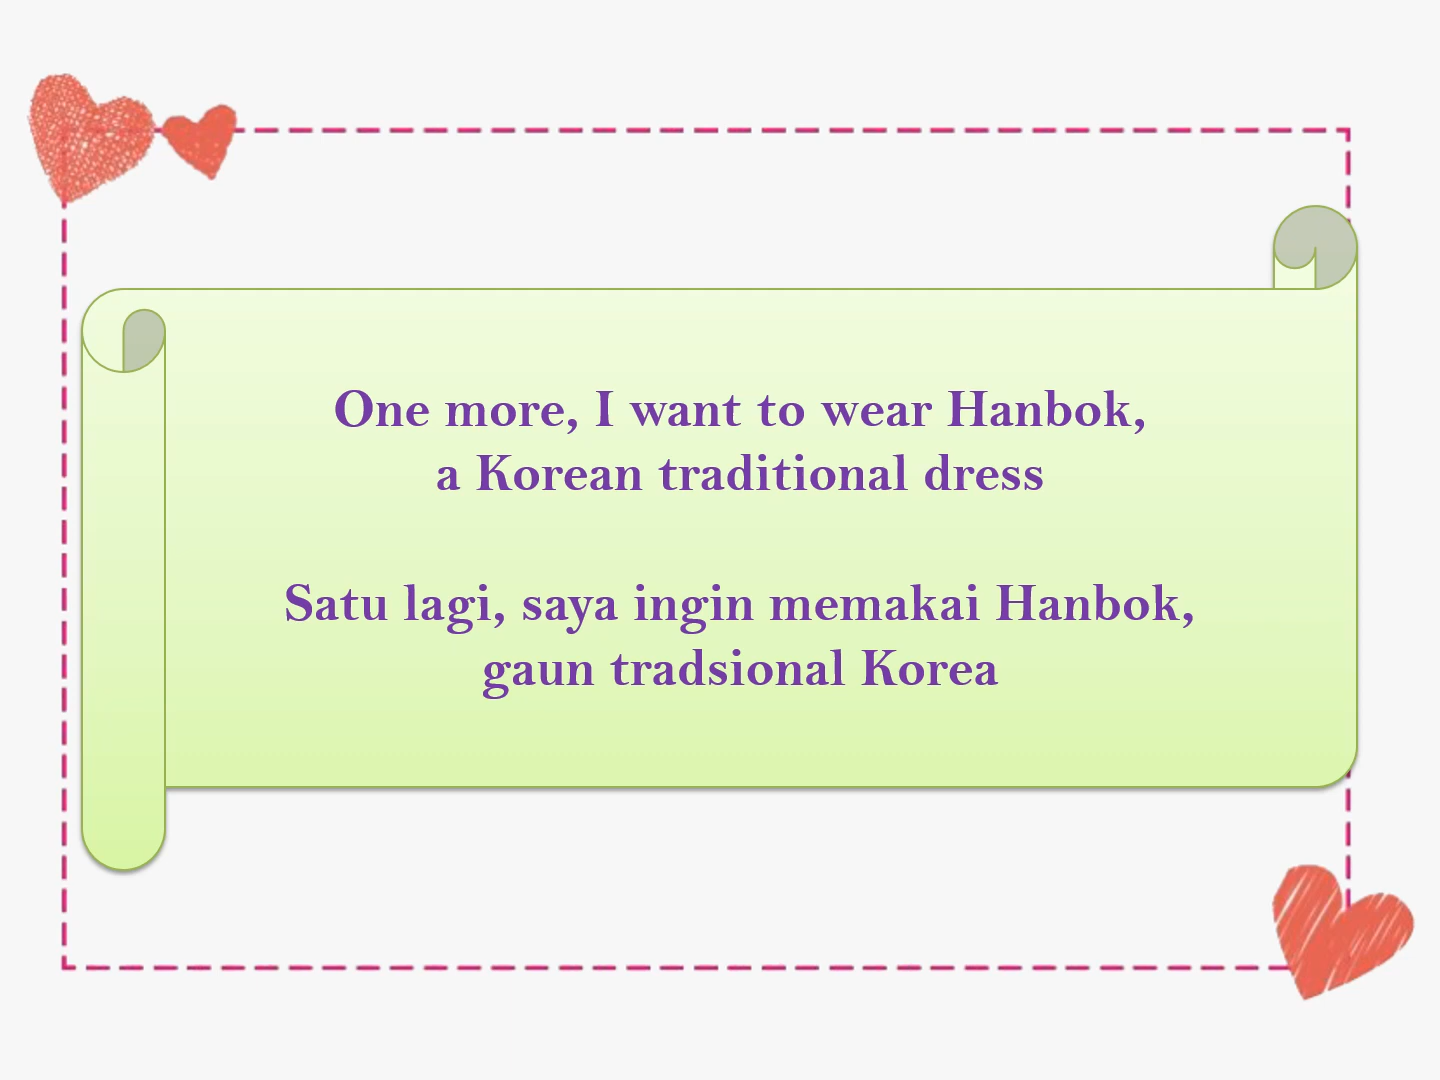 One more, I want to wear Hanbok,
a Korean traditional dress
Satu lagi, saya ingin memakai Hanbok,
gaun tradsional Korea